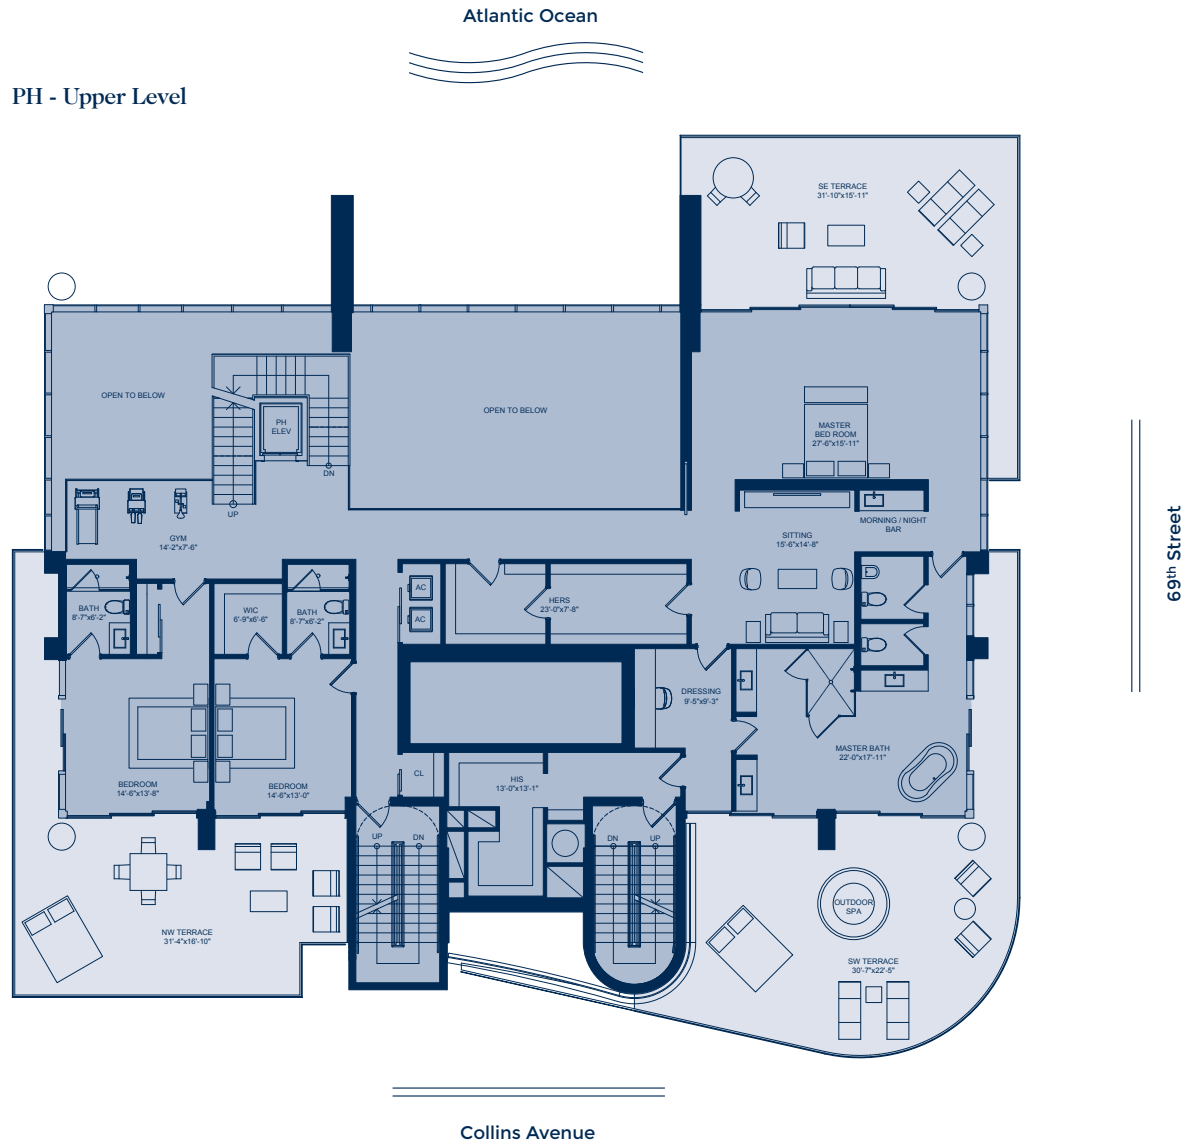 Atlantic Ocean
PH - Upper Level
SE TERRACE
31'-10"x15'-11"
OPEN TO BELOW
OPEN TO BELOW
PH
ELEV
DN
UP
MASTER
BED ROOM
27'-6"x15'-11"
GYM
14'-2"x7'-6"
SITTING
15'-6"x14'-8"
MORNING / NIGHT
BAR
69th Street
BATH
8'-7"x6'-2"
WIC
6'-9"x6'-6"
BATH
8'-7"x6'-2"
AC
AC
HERS
23'-0"x7'-8"
DRESSING
9'-5"x9'-3"
MASTER BATH
22'-0"x17'-11"
BEDROOM
14'-6"x13'-8"
BEDROOM
14'-6"x13'-0"
CL
HIS
13'-0"x13'-1"
UP
DN
DN
UP
OUTDOOR
SPA
NW TERRACE
31'-4"x16'-10"
SW TERRACE
30'-7"x22'-5"
Collins Avenue